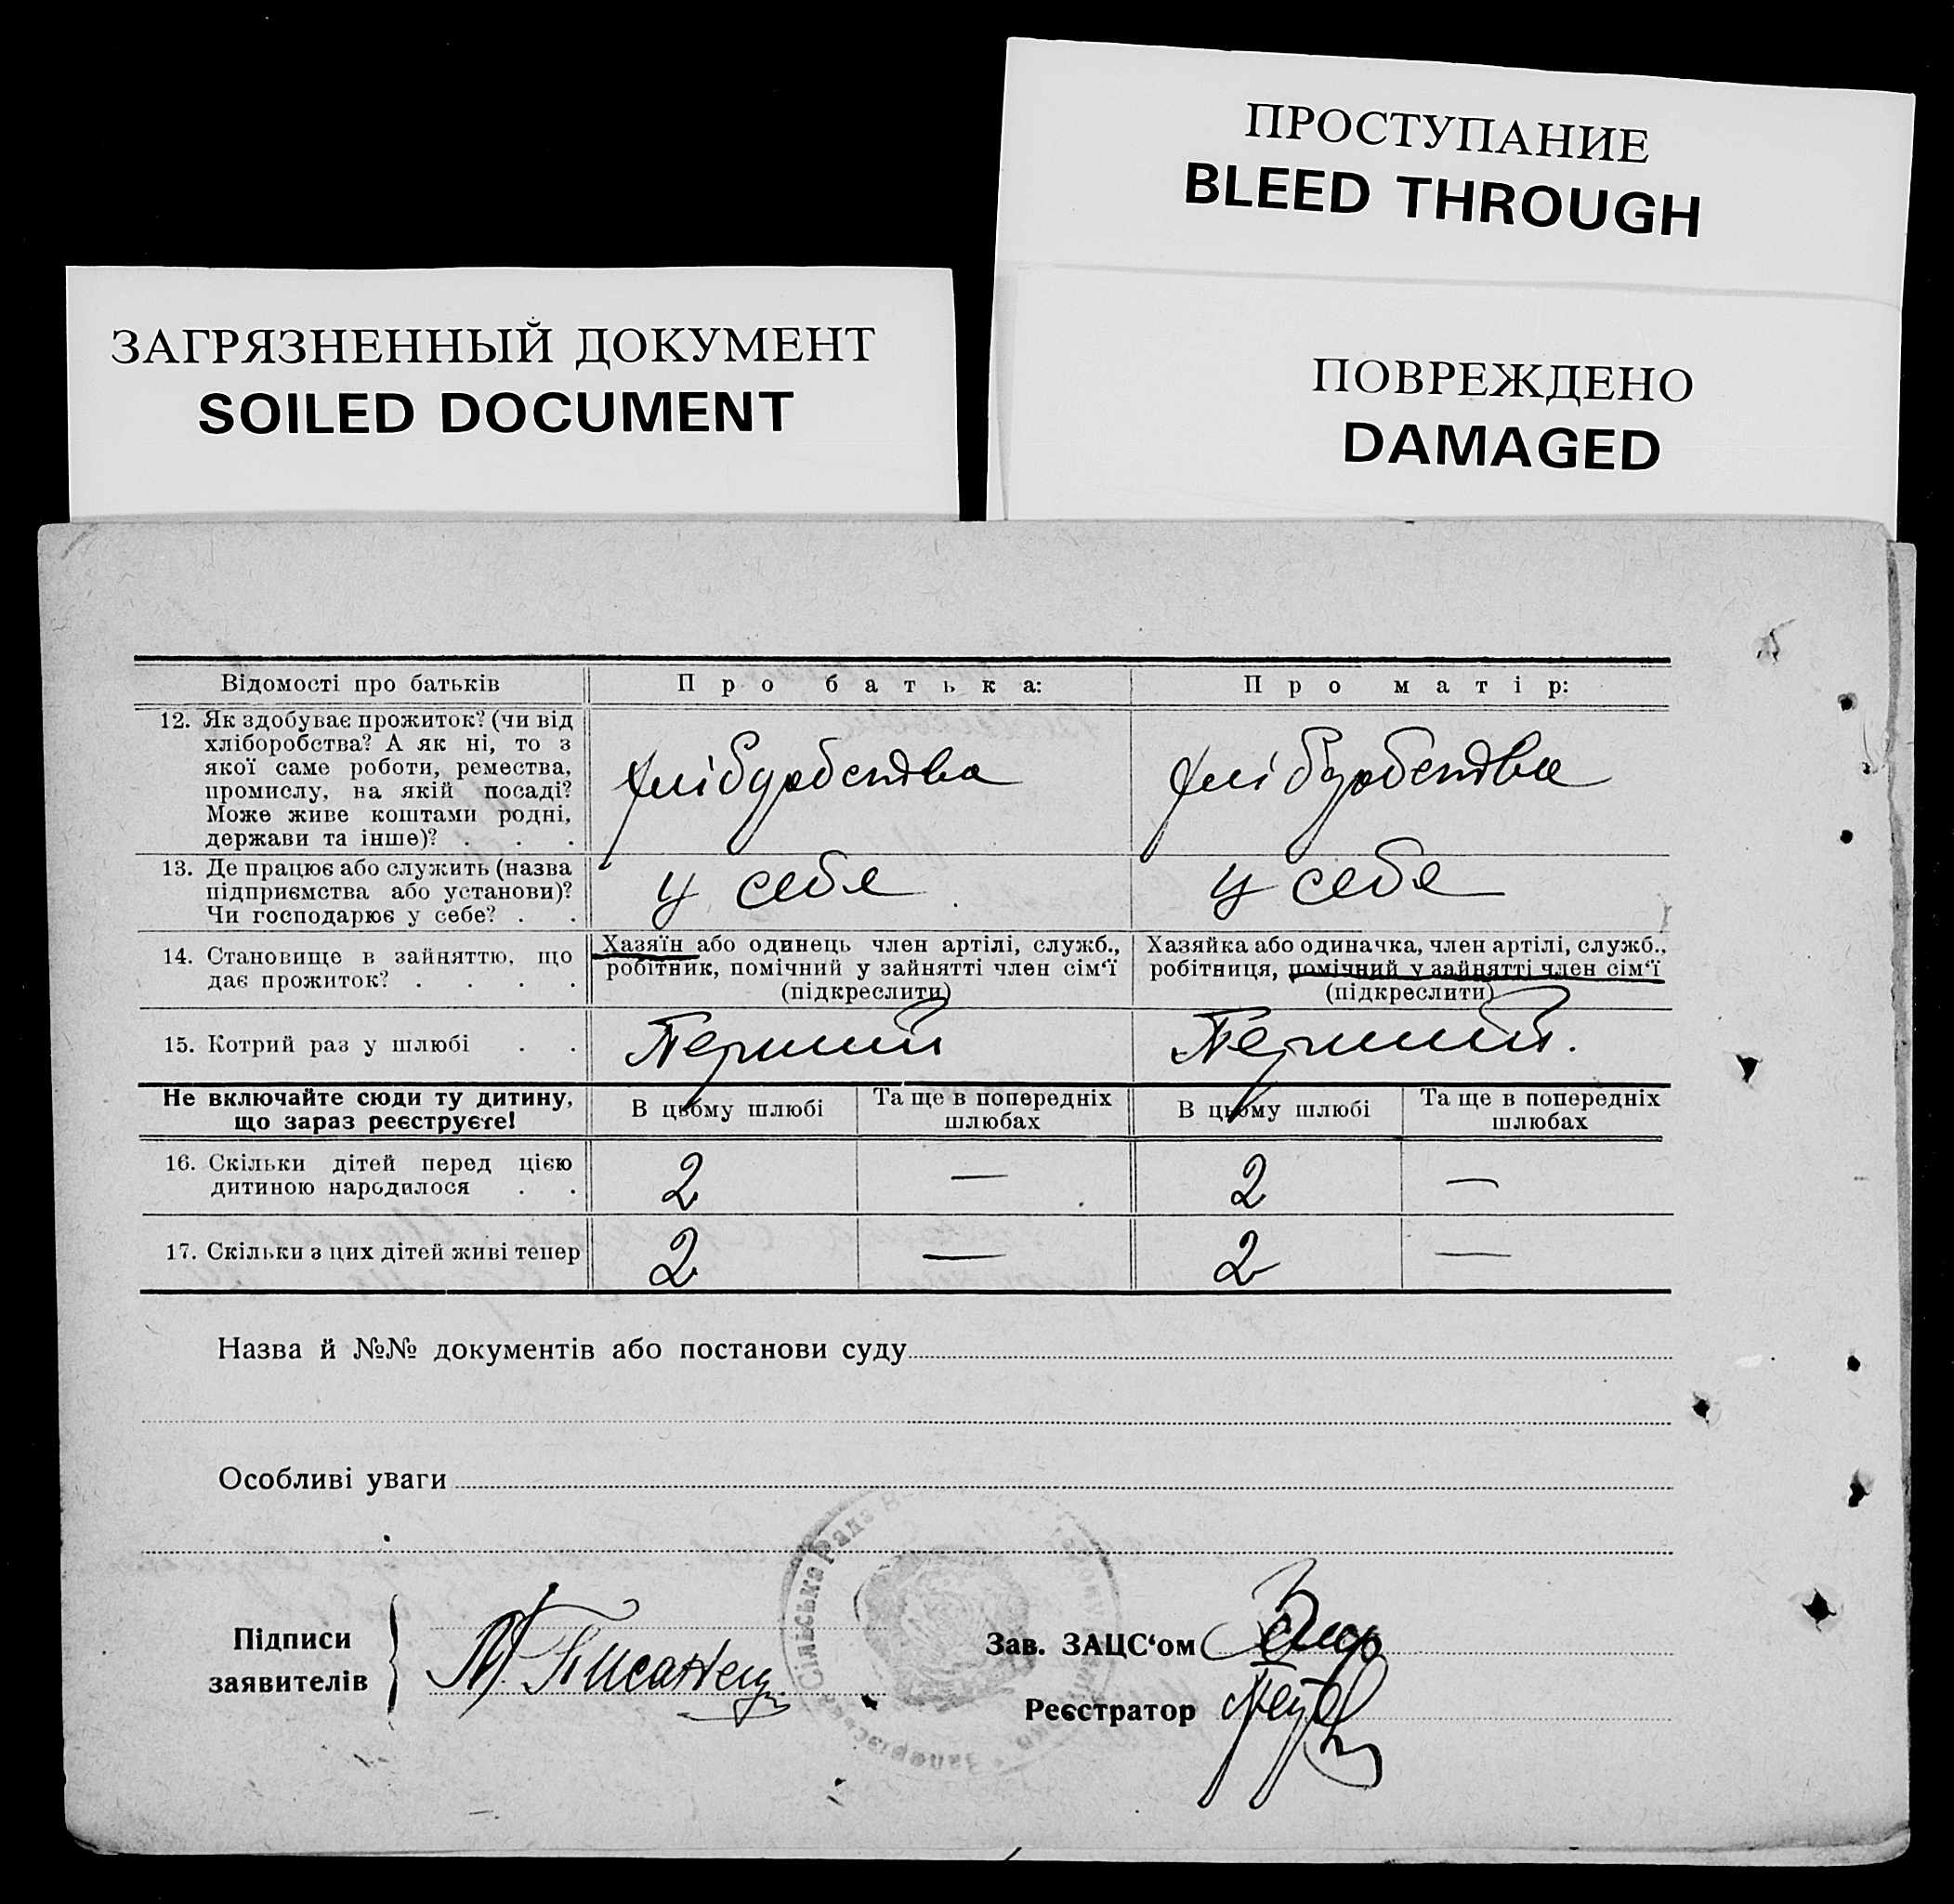 ПРОСТУПАНИЕ
BLEED THROUGH
ЗАГРЯЗНЕННЫЙ ДОКУМЕНТ
SOILED DOCUMENT
ПОВРЕЖДЕНО
DAMAGED
Відомості про батьків
Про батька:
Про матір:
12. Як здобуває прожиток? (чи від
хліборобства? А як ні, то з
якої саме роботи, ремества,
промислу, на якій посаді?
Може живе коштами родні,
держави та інше)? . . .
хлібурбства
хлібурбства
13. Де працює або служить (назва
підприємства або установи)?
Чи господарює у себе? . .
у себе
у себе
14. Становище в зайняттю, що
дає прожиток? . . . .
Хазяїн або одинець член артілі, служб.,
робітник, помічний у зайнятті член сім‘ї
(підкреслити)
Хазяйка або одиначка, член артілі, служб.,
робітниця, помічний у зайнятті член сім‘ї
(підкреслити)
15. Котрий раз у шлюбі . .
Перший
Перший.
Не включайте сюди ту дитину,
що зараз реєструєте!
В цьому шлюбі
Та ще в попередніх
шлюбах
В цьому шлюбі
Та ще в попередніх
шлюбах
16. Скільки дітей перед цією
дитиною народилося . .
2 — 2 —
17. Скільки з цих дітей живі тепер
2 — 2 —
Назва й №№ документів або постанови суду
Особливі уваги
Сільська Рада
Підписи
заявителів
М. Писанец
Зав. ЗАЦС‘ом
Реєстратор